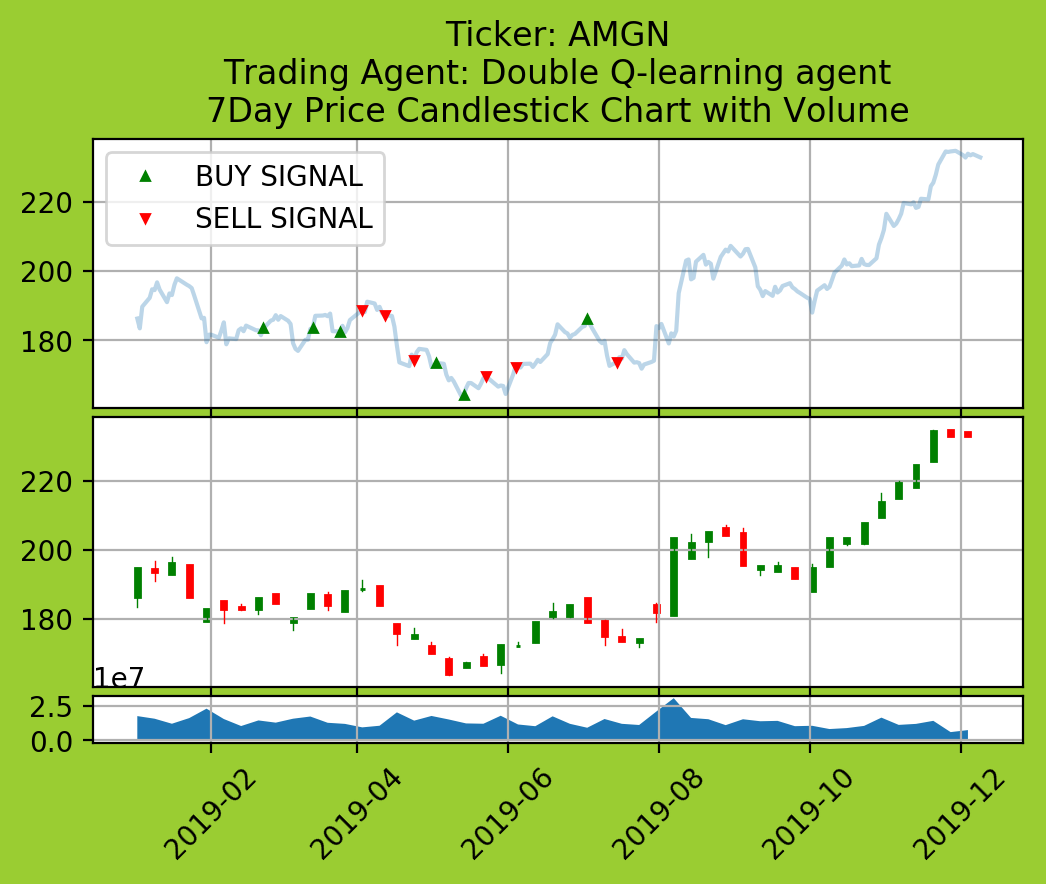 Ticker: AMGN
Trading Agent: Double Q-learning agent
7Day Price Candlestick Chart with Volume
BUY SIGNAL
SELL SIGNAL
220
200
180
220
200
180
1e7
2.5
0.0
2019-02
2019-04
2019-06
2019-08
2019-10
2019-12